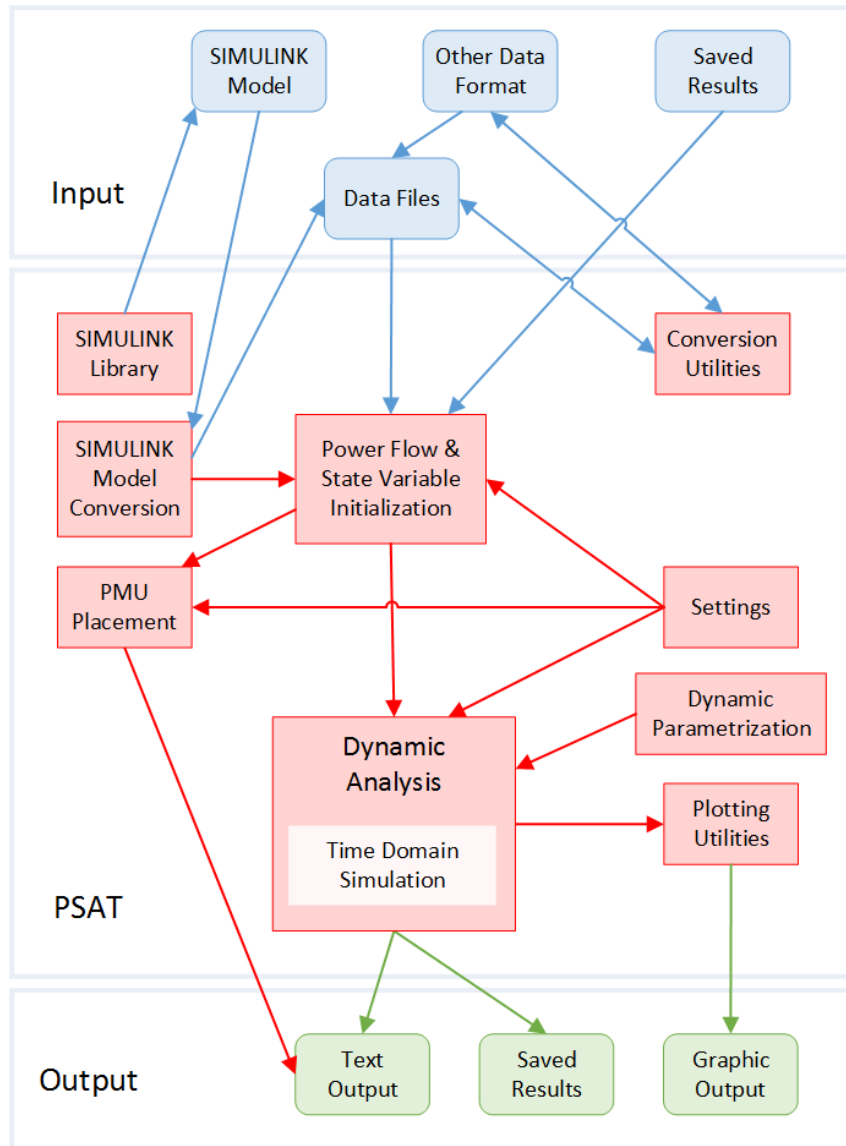 SIMULINK
Model
Other Data
Format
Saved
Results
Input
Data Files
SIMULINK
Library
Conversion
Utilities
SIMULINK
Model
Conversion
Power Flow &
State Variable
Initialization
PMU
Placement
Settings
Dynamic
Parametrization
Dynamic
Analysis
Time Domain
Simulation
Plotting
Utilities
PSAT
Output
Text
Output
Saved
Results
Graphic
Output